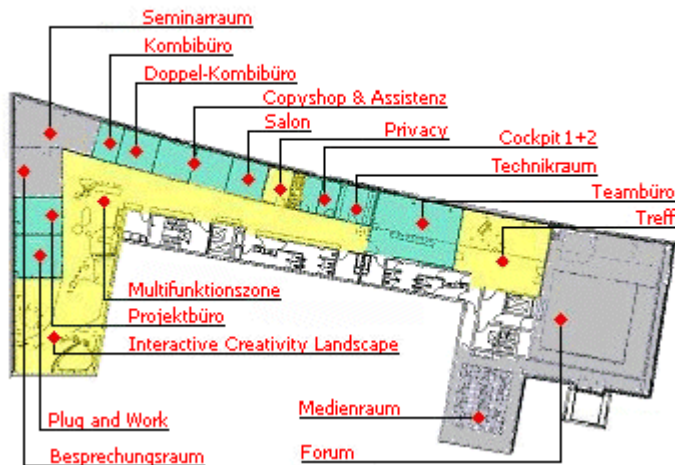 Seminarraum
Kombibüro
Doppel-Kombibüro
Copyshop & Assistenz
Salon
Privacy
Cockpit 1+2
Technikraum
Teambüro
Treff
Multifunktionszone
Projektbüro
Interactive Creativity Landscape
Plug and Work
Medienraum
Besprechungsraum
Forum